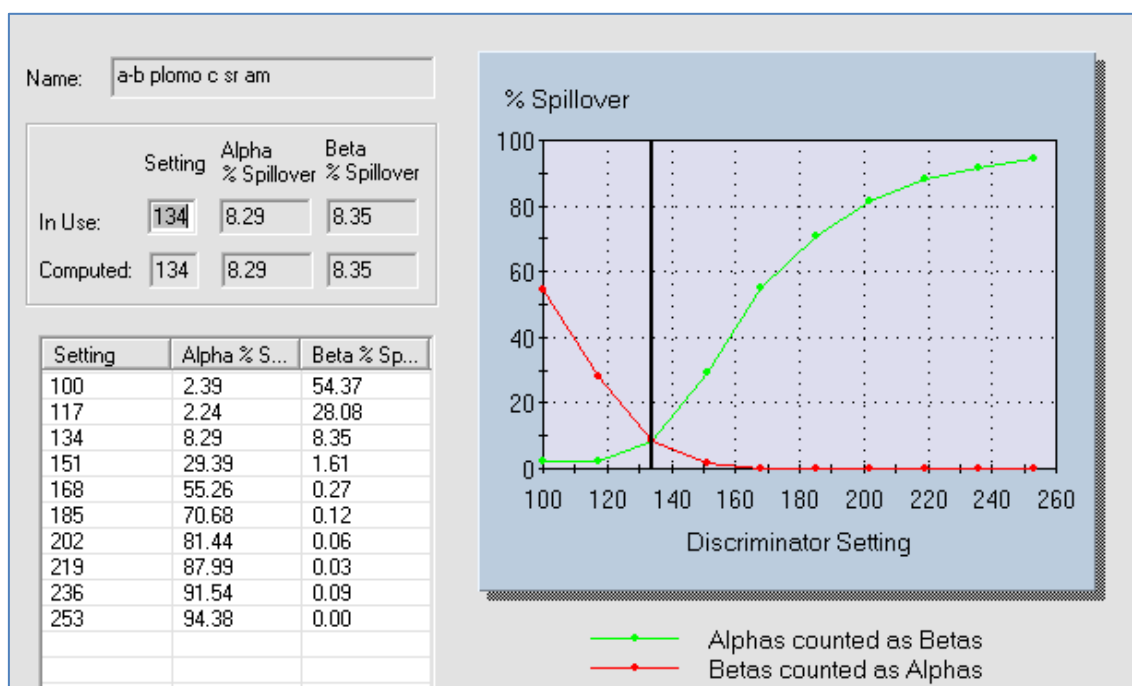 Name: a-b plomo c sr am
Setting Alpha % Spillover Beta % Spillover
In Use: 134 8.29 8.35
Computed: 134 8.29 8.35
Setting Alpha % S... Beta % Sp...
100 2.39 54.37
117 2.24 28.08
134 8.29 8.35
151 29.39 1.61
168 55.26 0.27
185 70.68 0.12
202 81.44 0.06
219 87.99 0.03
236 91.54 0.09
253 94.38 0.00
% Spillover
100
80
60
40
20
0
100 120 140 160 180 200 220 240 260
Discriminator Setting
Alphas counted as Betas
Betas counted as Alphas